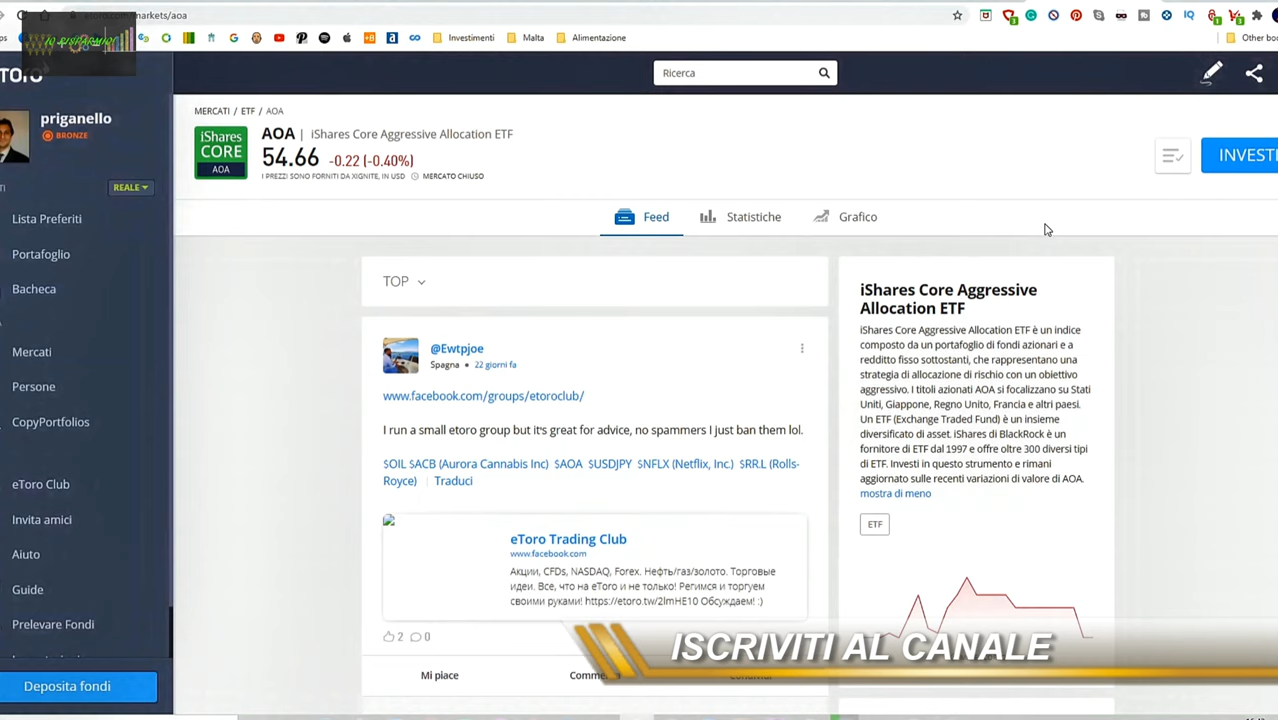 etoro.com/markets/aoa
IO RISPARMIO!
Investimenti
Malta
Alimentazione
Other boo
IQ
eTORO
Ricerca
priganello
BRONZE
REALE
Lista Preferiti
Portafoglio
Bacheca
Mercati
Persone
CopyPortfolios
eToro Club
Invita amici
Aiuto
Guide
Prelevare Fondi
Deposita fondi
MERCATI / ETF / AOA
iShares
CORE
AOA
AOA | iShares Core Aggressive Allocation ETF
54.66 -0.22 (-0.40%)
I PREZZI SONO FORNITI DA XIGNITE, IN USD MERCATO CHIUSO
INVESTI
Feed Statistiche Grafico
TOP
@Ewtpjoe
Spagna • 22 giorni fa
www.facebook.com/groups/etoroclub/
I run a small etoro group but it's great for advice, no spammers I just ban them lol.
$OIL $ACB (Aurora Cannabis Inc) $AOA $USDJPY $NFLX (Netflix, Inc.) $RR.L (Rolls-
Royce) | Traduci
eToro Trading Club
www.facebook.com
Акции, CFDs, NASDAQ, Forex. Нефть/газ/золото. Торговые
идеи. Все, что на eToro и не только! Регимся и торгуем
своими руками! https://etoro.tw/2lmHE10 Обсуждаем! :)
2 0
Mi piace
iShares Core Aggressive
Allocation ETF
iShares Core Aggressive Allocation ETF è un indice
composto da un portafoglio di fondi azionari e a
reddito fisso sottostanti, che rappresentano una
strategia di allocazione di rischio con un obiettivo
aggressivo. I titoli azionati AOA si focalizzano su Stati
Uniti, Giappone, Regno Unito, Francia e altri paesi.
Un ETF (Exchange Traded Fund) è un insieme
diversificato di asset. iShares di BlackRock è un
fornitore di ETF dal 1997 e offre oltre 300 diversi tipi
di ETF. Investi in questo strumento e rimani
aggiornato sulle recenti variazioni di valore di AOA.
mostra di meno
ETF
ISCRIVITI AL CANALE